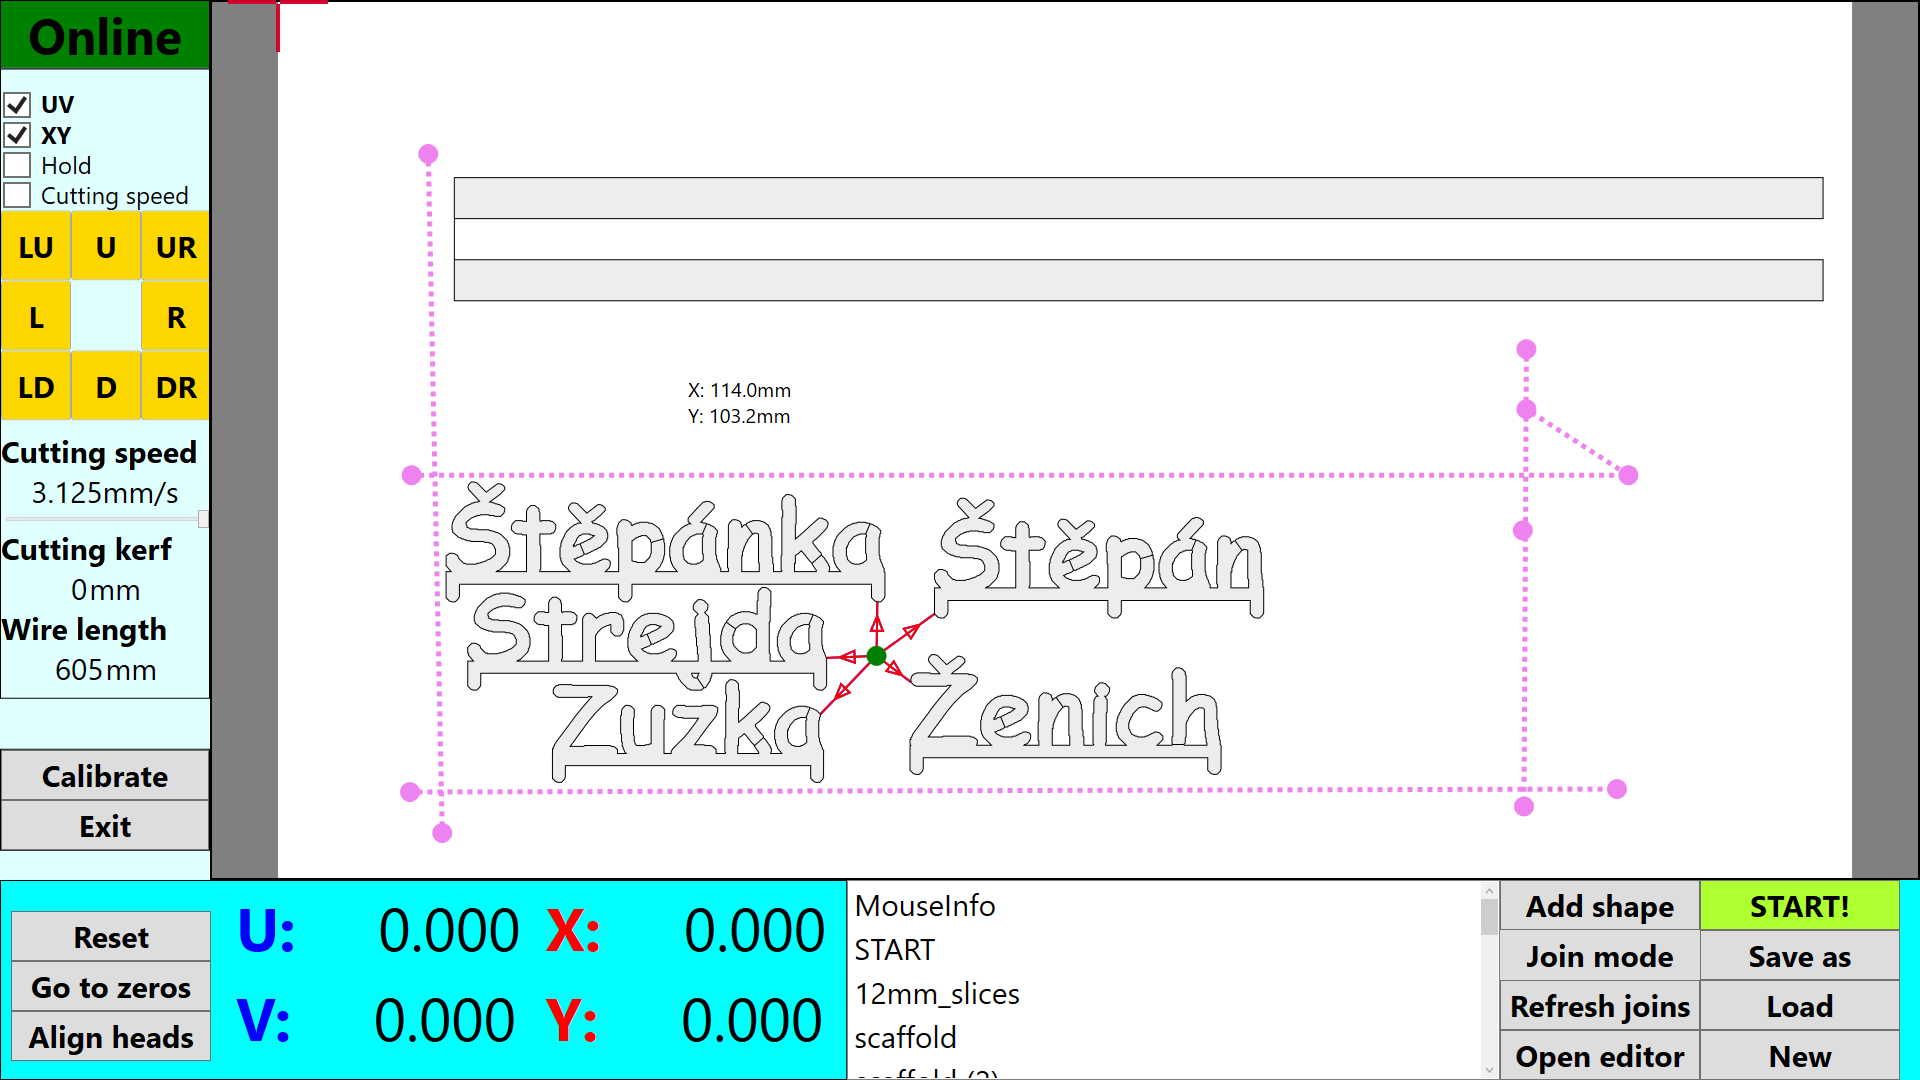 Online
UV
XY
Hold
Cutting speed
LU U UR
L R
LD D DR
Cutting speed
3.125mm/s
Cutting kerf
0mm
Wire length
605mm
Calibrate
Exit
X: 114.0mm
Y: 103.2mm
Štěpánka
Štěpán
Strejda
Zuzka
Ženich
Reset
Go to zeros
Align heads
U: 0.000 X: 0.000
V: 0.000 Y: 0.000
MouseInfo
START
12mm_slices
scaffold
scaffold (2)
Add shape
START!
Join mode
Save as
Refresh joins
Load
Open editor
New